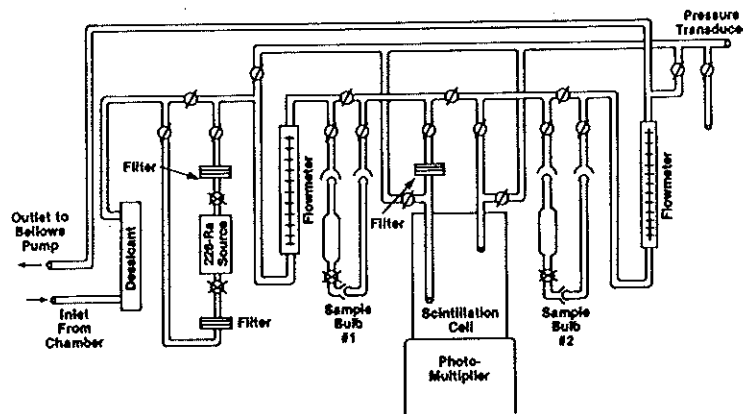 Pressure
Transduce
Filter
Outlet to
Bellows
Pump
Dessicant
226-Ra
Source
Flowmeter
Filter
Flowmeter
Inlet
From
Chamber
Filter
Sample
Bulb
#1
Scintillation
Cell
Sample
Bulb #2
Photo-
Multiplier